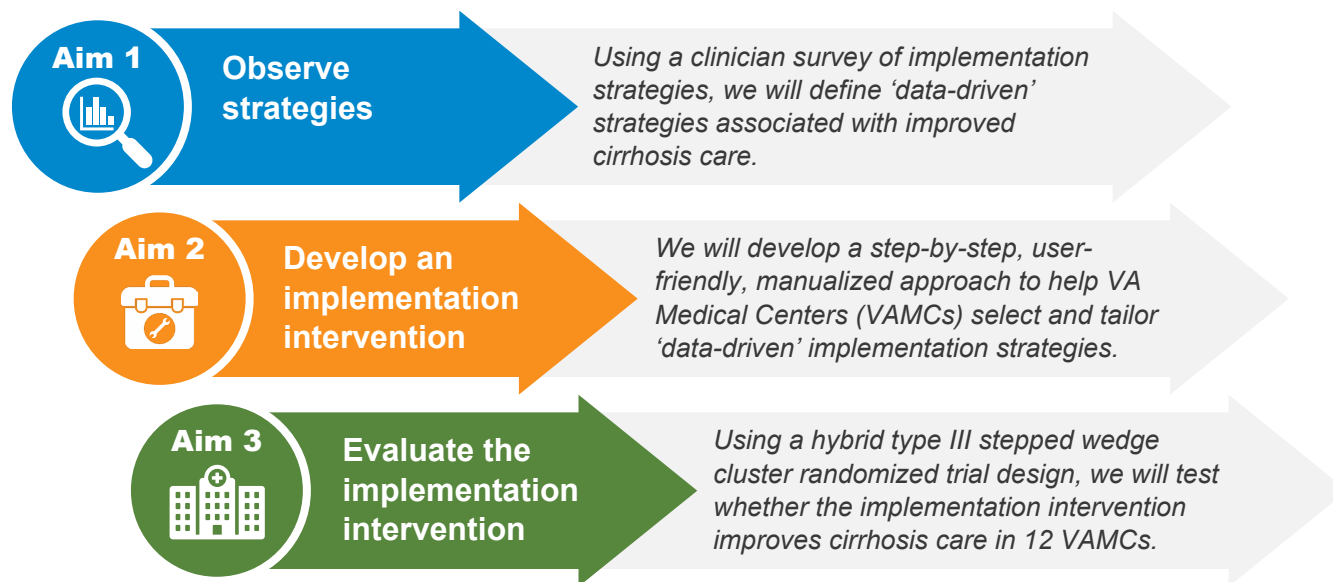 Aim 1
Observe
strategies
Using a clinician survey of implementation
strategies, we will define ‘data-driven’
strategies associated with improved
cirrhosis care.
Aim 2
Develop an
implementation
intervention
We will develop a step-by-step, user-
friendly, manualized approach to help VA
Medical Centers (VAMCs) select and tailor
‘data-driven’ implementation strategies.
Aim 3
Evaluate the
implementation
intervention
Using a hybrid type III stepped wedge
cluster randomized trial design, we will test
whether the implementation intervention
improves cirrhosis care in 12 VAMCs.